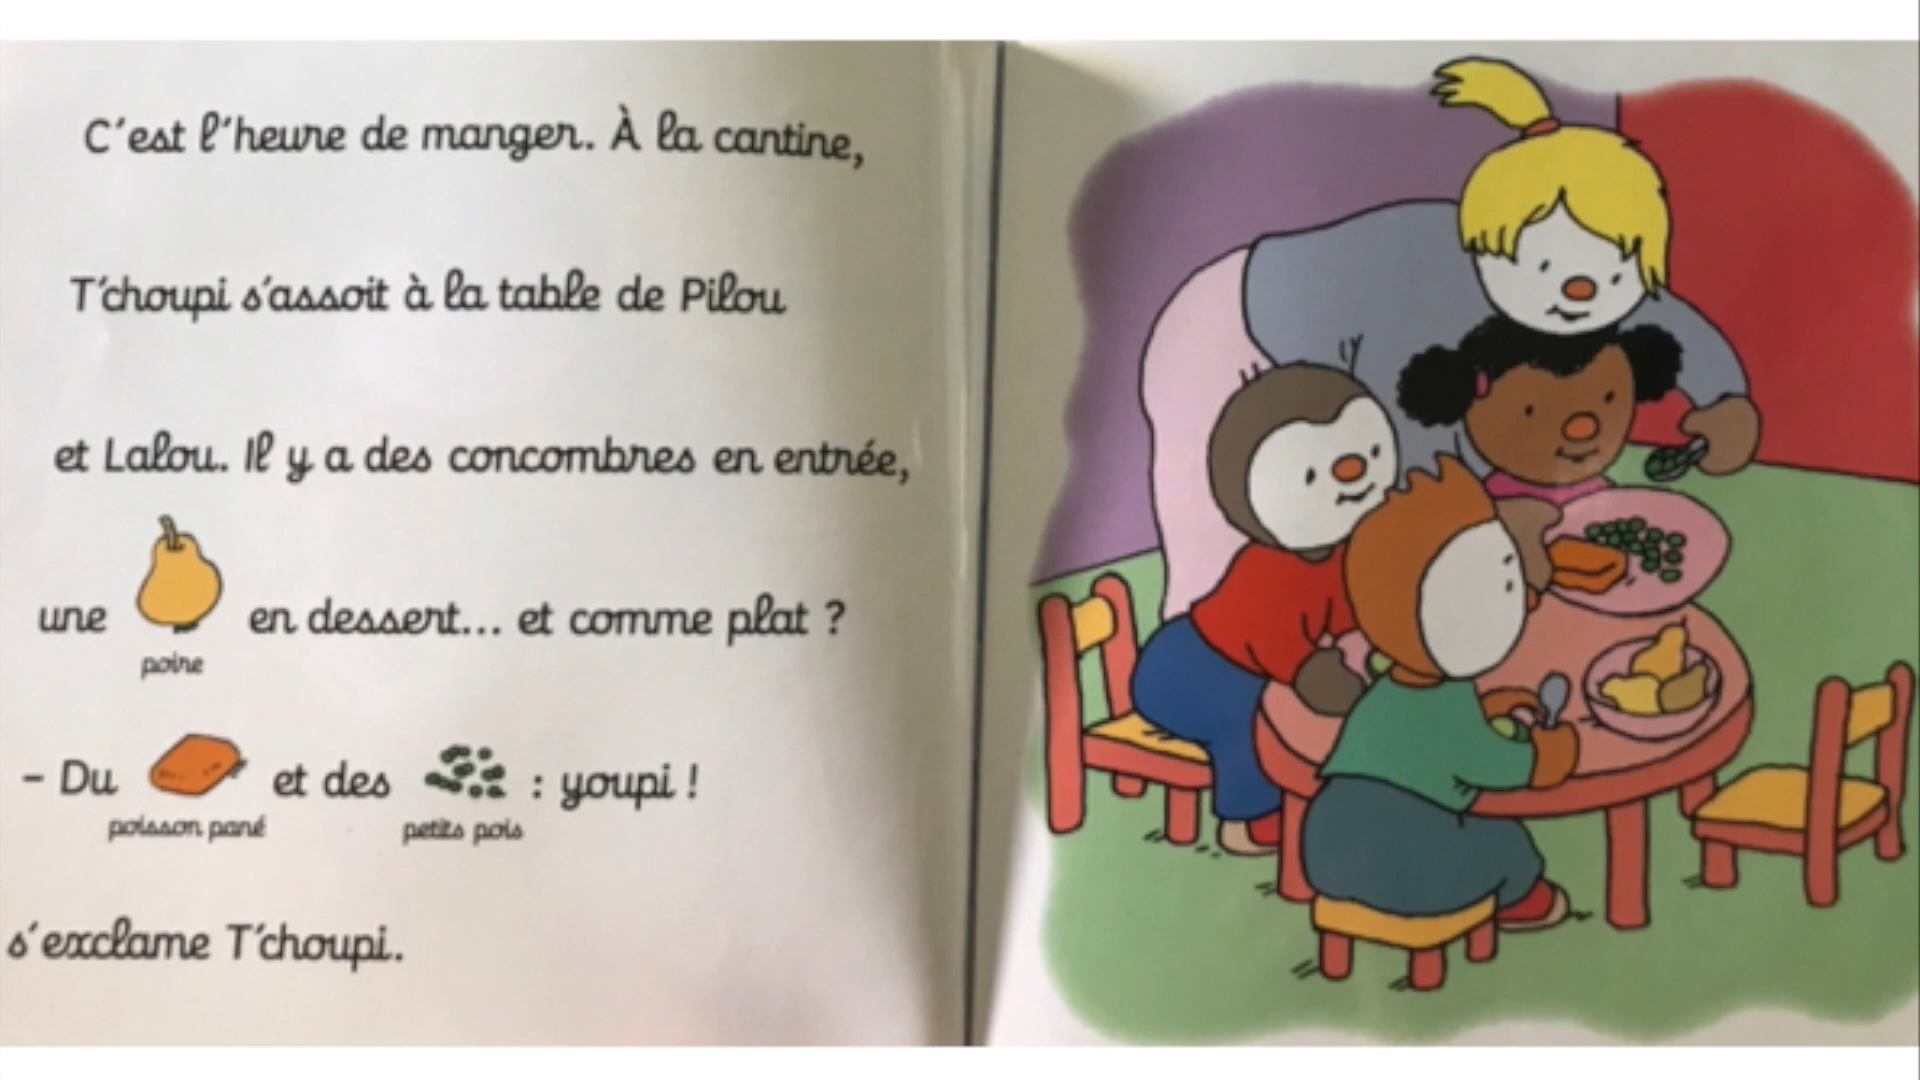 C'est l'heure de manger. À la cantine,
T'choupi s'assoit à la table de Pilou
et Lalou. Il y a des concombres en entrée,
une en dessert... et comme plat ?
poire
- Du et des : youpi !
poisson pané petits pois
s'exclame T'choupi.